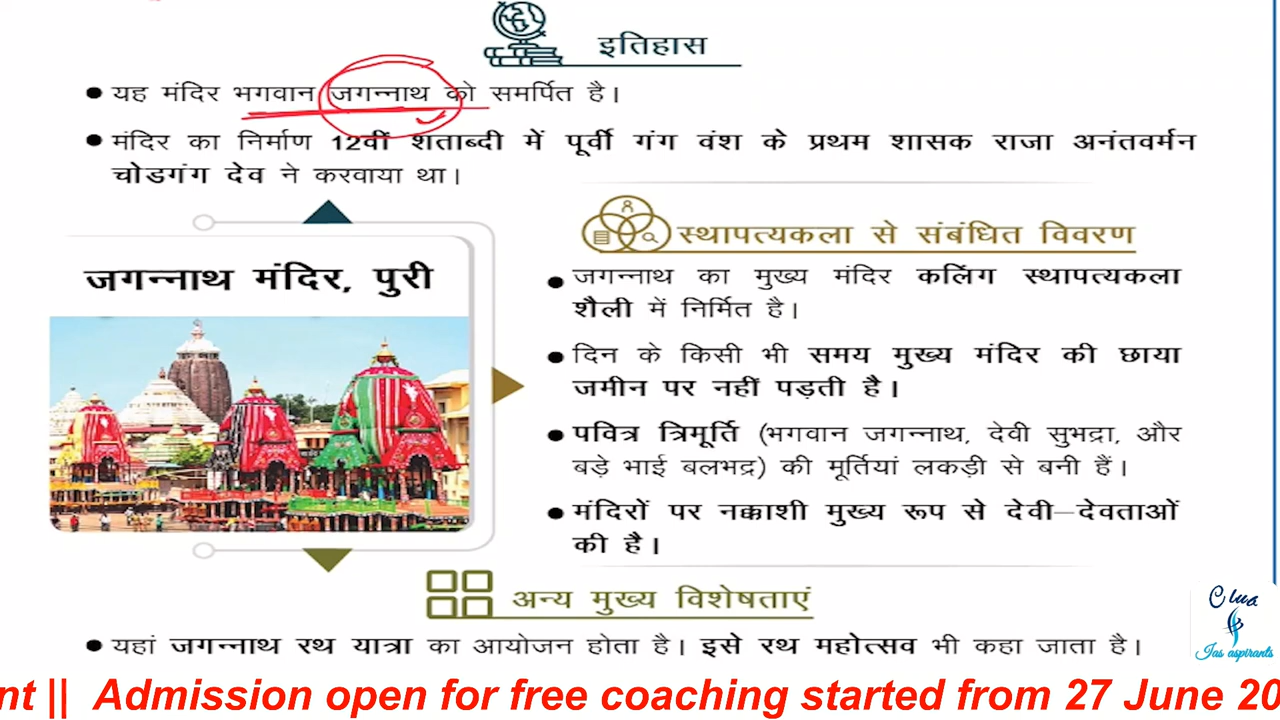 इतिहास
यह मंदिर भगवान जगन्नाथ को समर्पित है।
मंदिर का निर्माण 12वीं शताब्दी में पूर्वी गंग वंश के प्रथम शासक राजा अनंतवर्मन
चोडगंग देव ने करवाया था।
जगन्नाथ मंदिर, पुरी
स्थापत्यकला से संबंधित विवरण
जगन्नाथ का मुख्य मंदिर कलिंग स्थापत्यकला
शैली में निर्मित है।
दिन के किसी भी समय मुख्य मंदिर की छाया
जमीन पर नहीं पड़ती है।
पवित्र त्रिमूर्ति (भगवान जगन्नाथ, देवी सुभद्रा, और
बड़े भाई बलभद्र) की मूर्तियां लकड़ी से बनी हैं।
मंदिरों पर नक्काशी मुख्य रूप से देवी–देवताओं
की है।
अन्य मुख्य विशेषताएं
यहां जगन्नाथ रथ यात्रा का आयोजन होता है। इसे रथ महोत्सव भी कहा जाता है।
Jas aspirants
nt || Admission open for free coaching started from 27 June 20